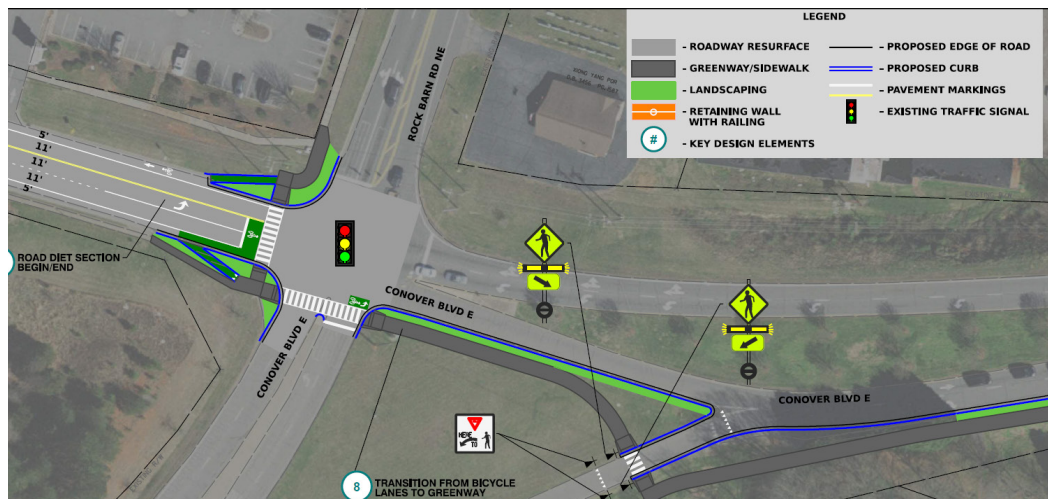 LEGEND
- ROADWAY RESURFACE
- PROPOSED EDGE OF ROAD
- GREENWAY/SIDEWALK
- PROPOSED CURB
- LANDSCAPING
- PAVEMENT MARKINGS
- RETAINING WALL
WITH RAILING
- EXISTING TRAFFIC SIGNAL
#
- KEY DESIGN ELEMENTS
ROCK BARN RD NE
5'
11'
11'
11'
5'
ROAD DIET SECTION
BEGIN/END
CONOVER BLVD E
CONOVER BLVD E
CONOVER BLVD E
HERE
TO
8
TRANSITION FROM BICYCLE
LANES TO GREENWAY